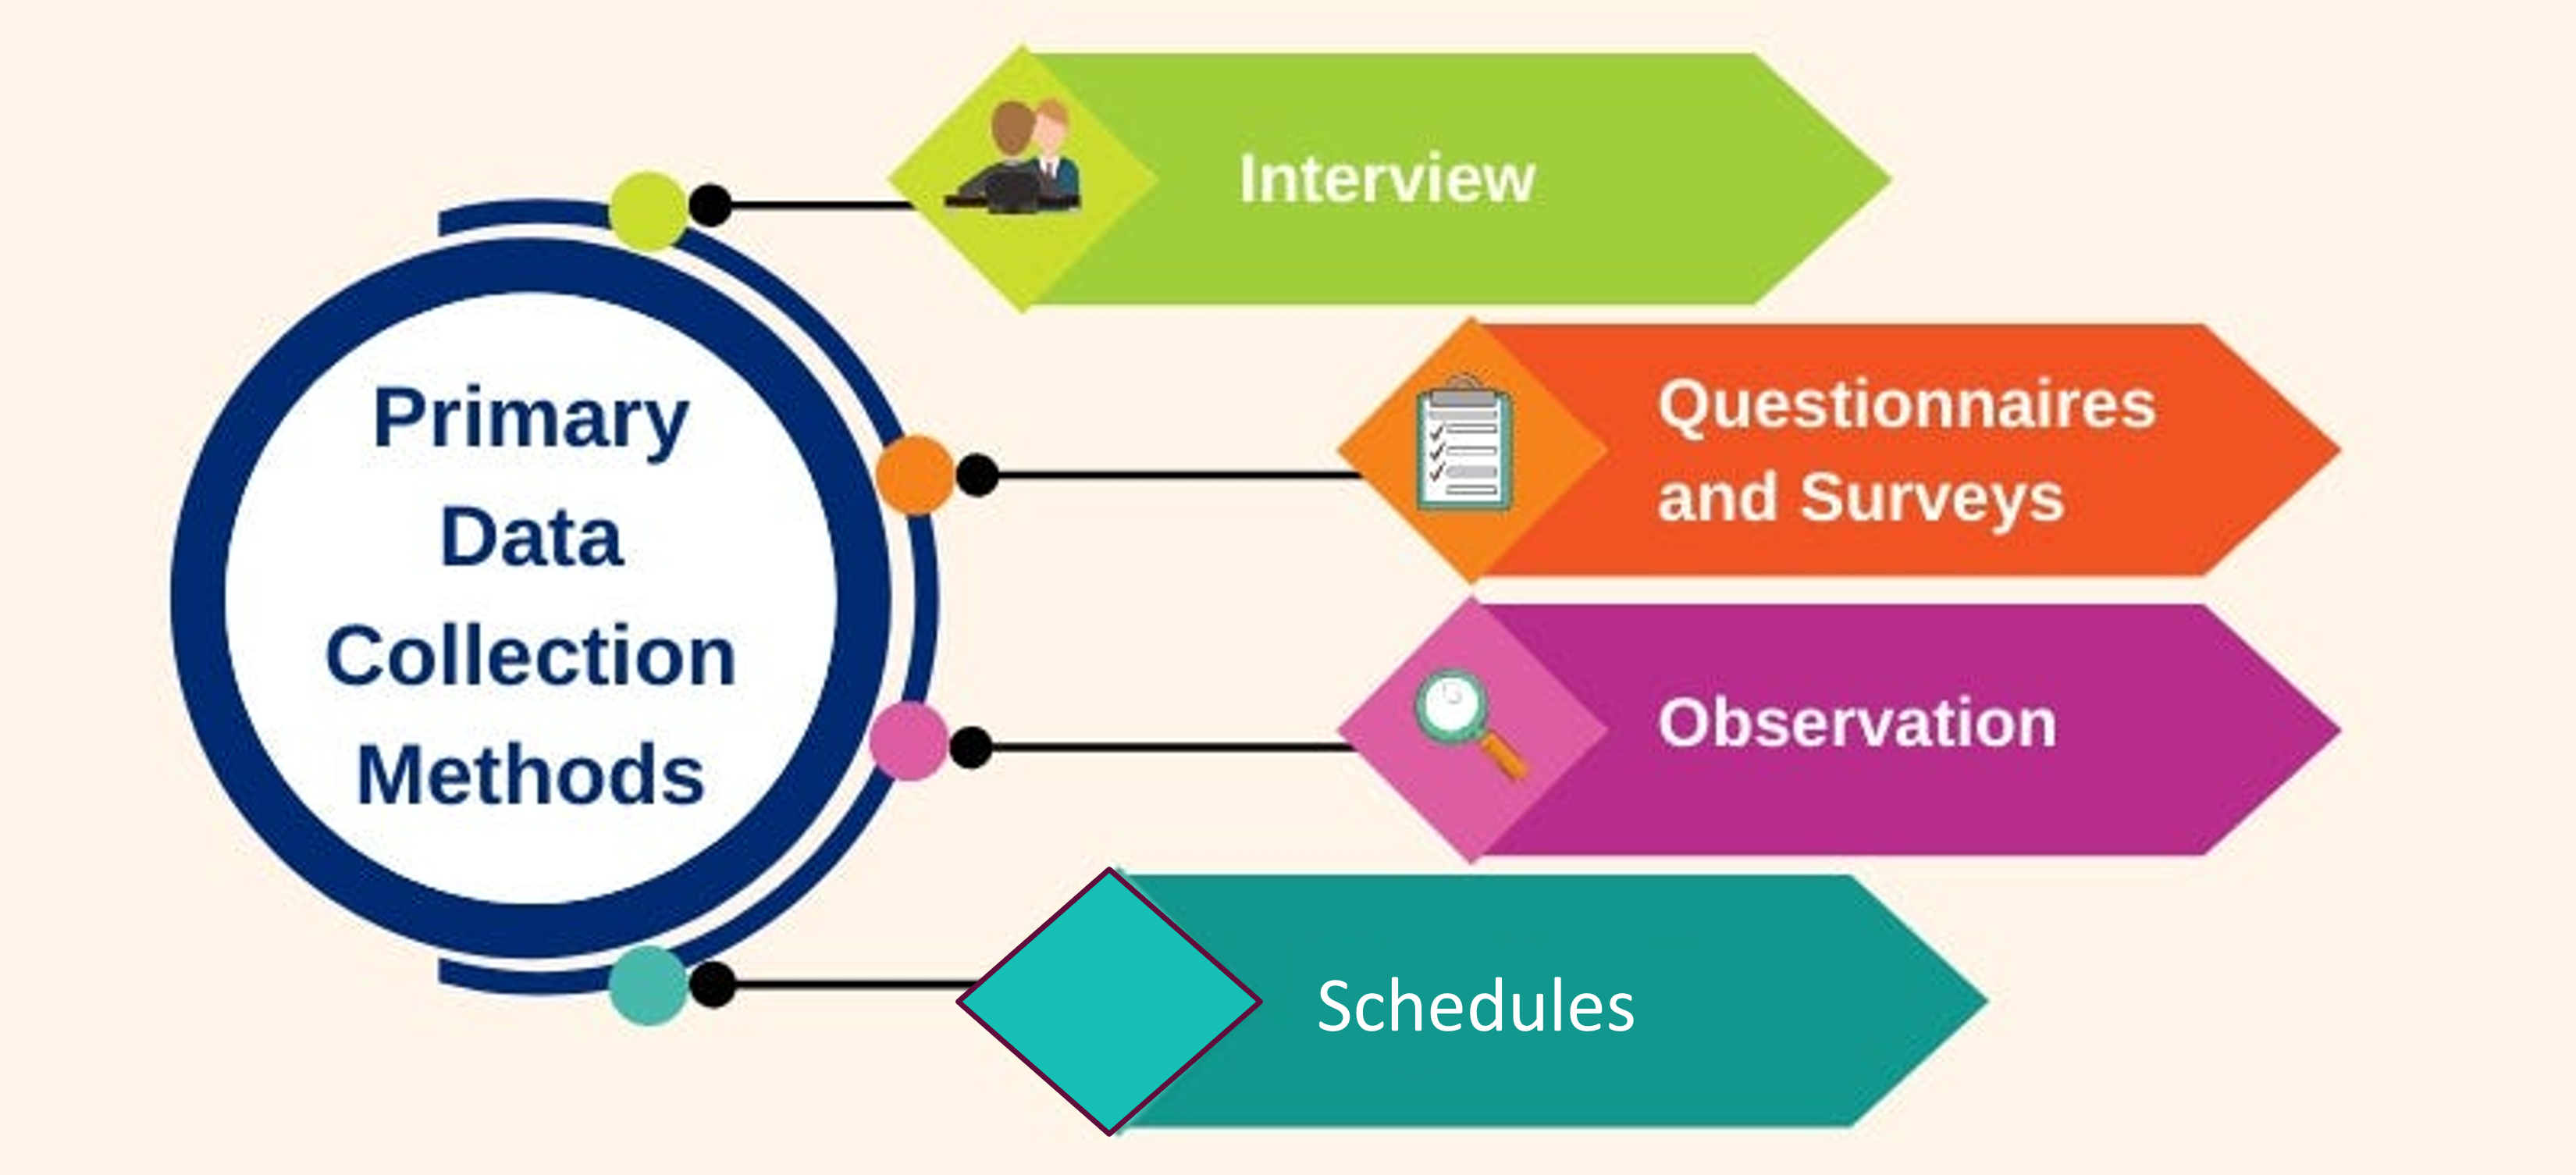 Primary
Data
Collection
Methods
Interview
Questionnaires
and Surveys
Observation
Schedules